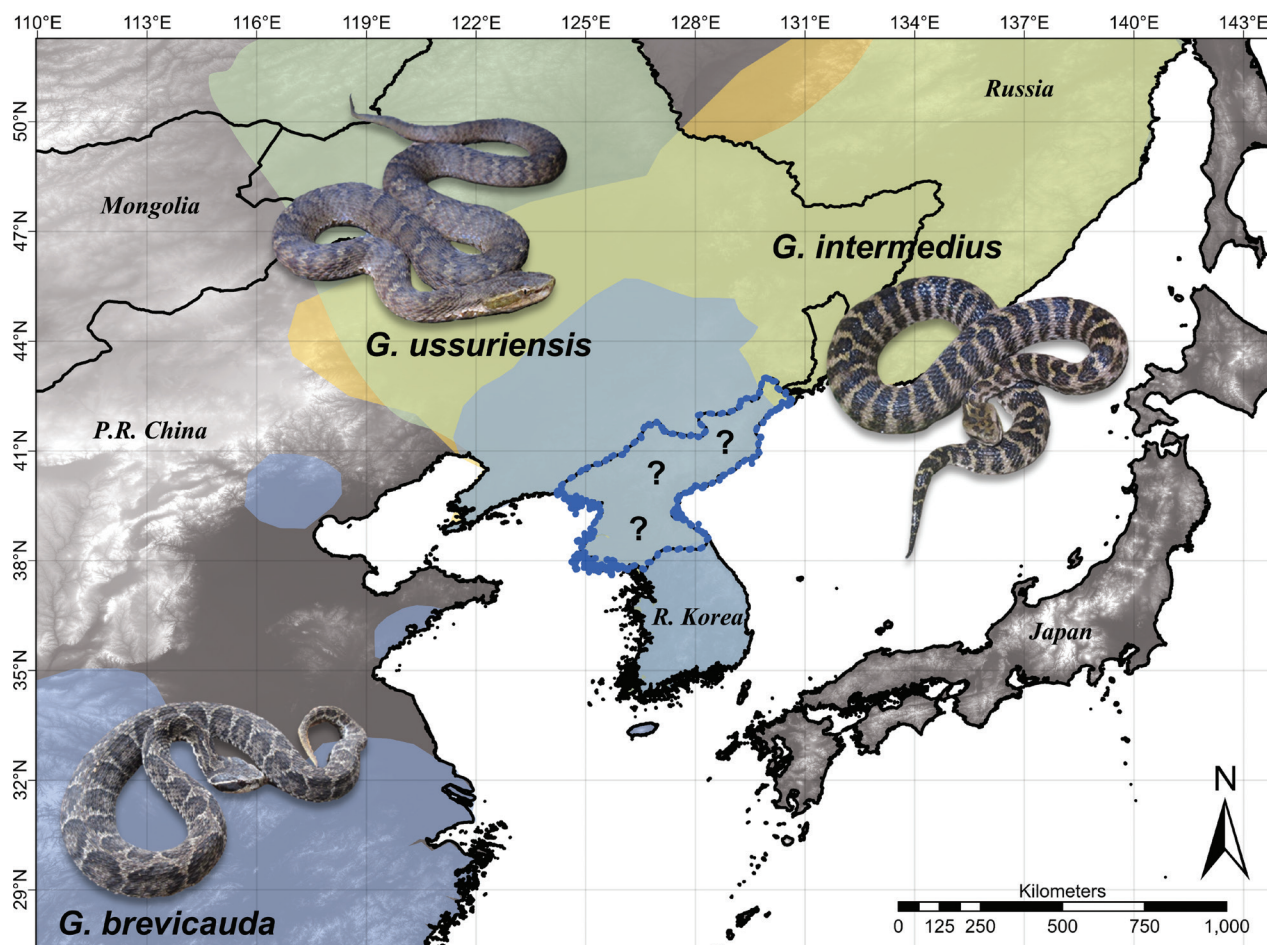 110°E 113°E 116°E 119°E 122°E 125°E 128°E 131°E 134°E 137°E 140°E 143°E
50°N
Russia
Mongolia
47°N
G. intermedius
44°N
G. ussuriensis
P.R. China
41°N
?
?
?
38°N
R. Korea
Japan
35°N
32°N
N
29°N
Kilometers
0 125 250 500 750 1,000
G. brevicauda